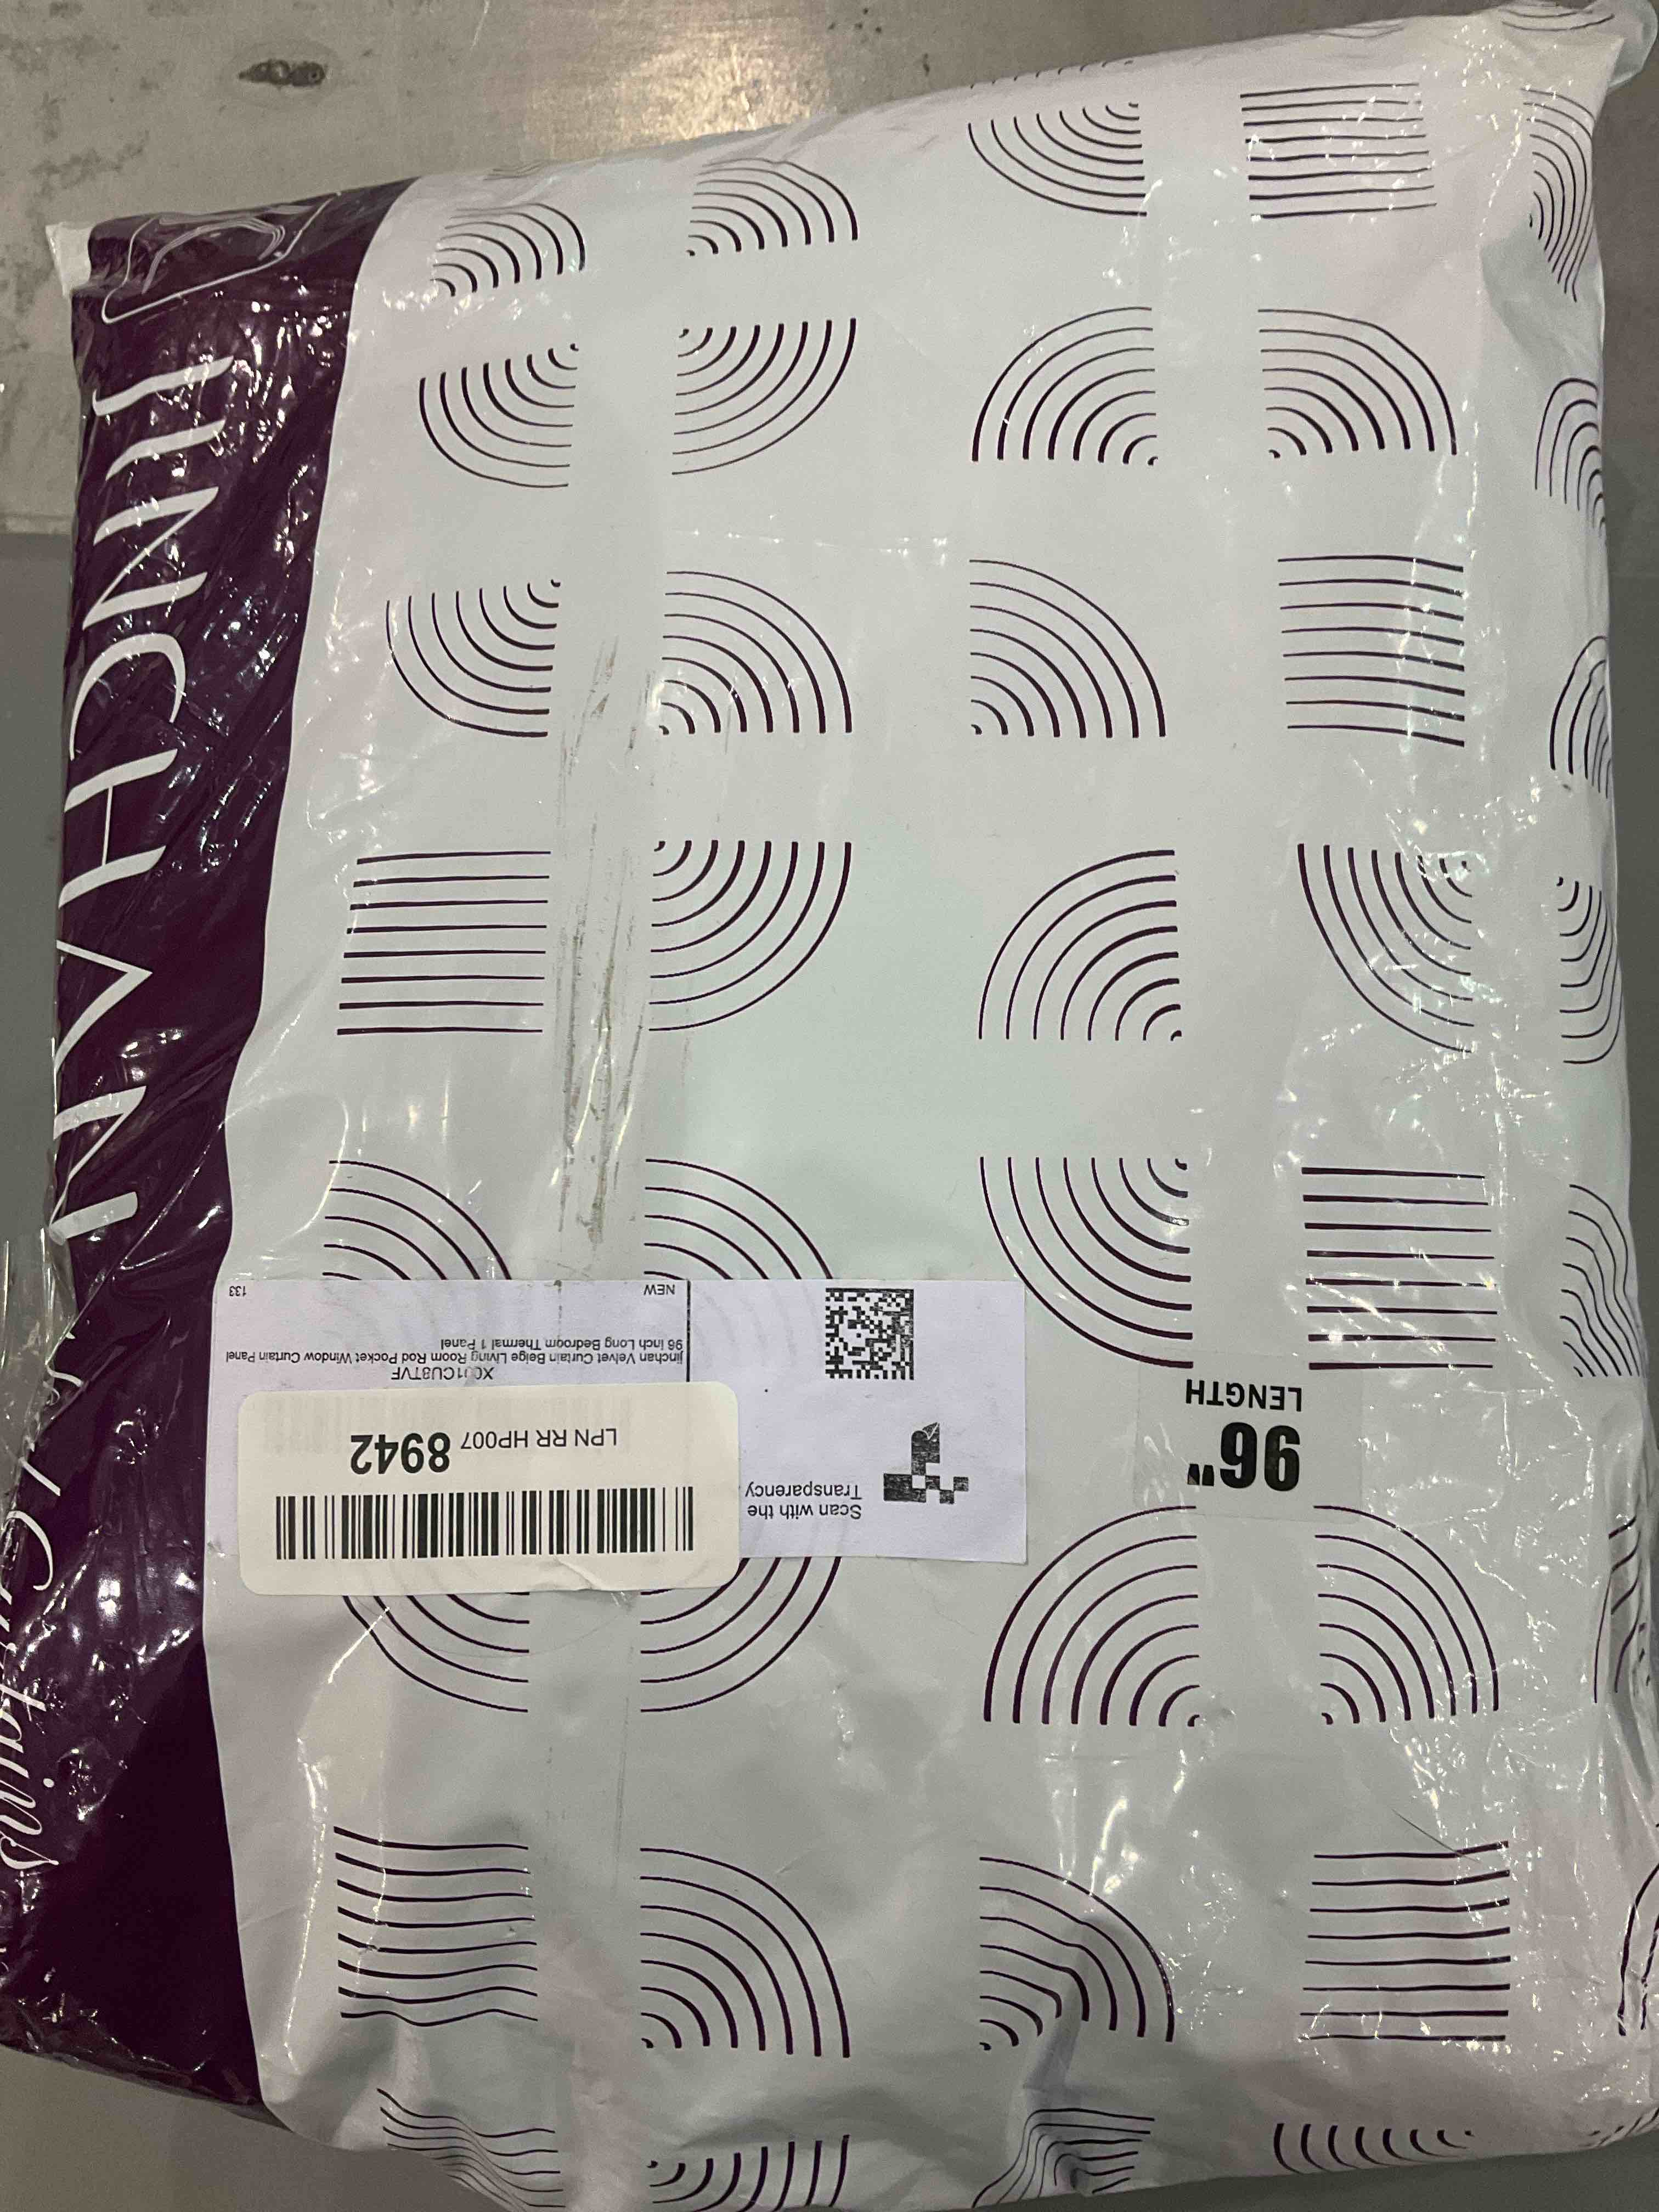 JINCHAN
Curtains
96"
LENGTH
Scan with the
Transparency
LPN RR HP007 8942
X001CU8TVF
jinchan Velvet Curtain Beige Living Room Rod Pocket Window Curtain Panel
96 Inch Long Bedroom Thermal 1 Panel
NEW
133